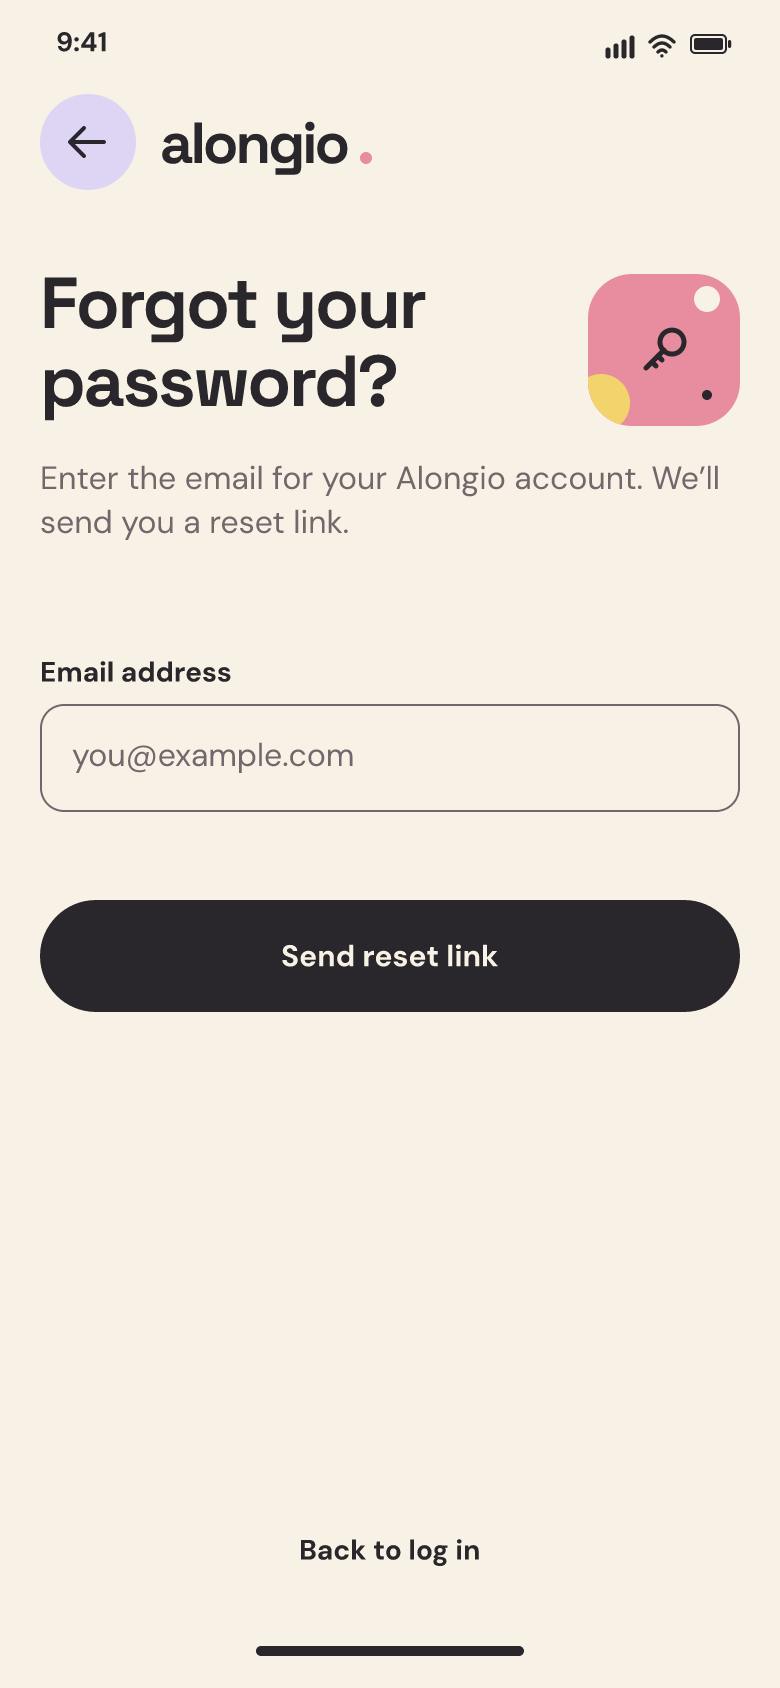 9:41
alongio.
Forgot your
password?
Enter the email for your Alongio account. We’ll
send you a reset link.
Email address
you@example.com
Send reset link
Back to log in